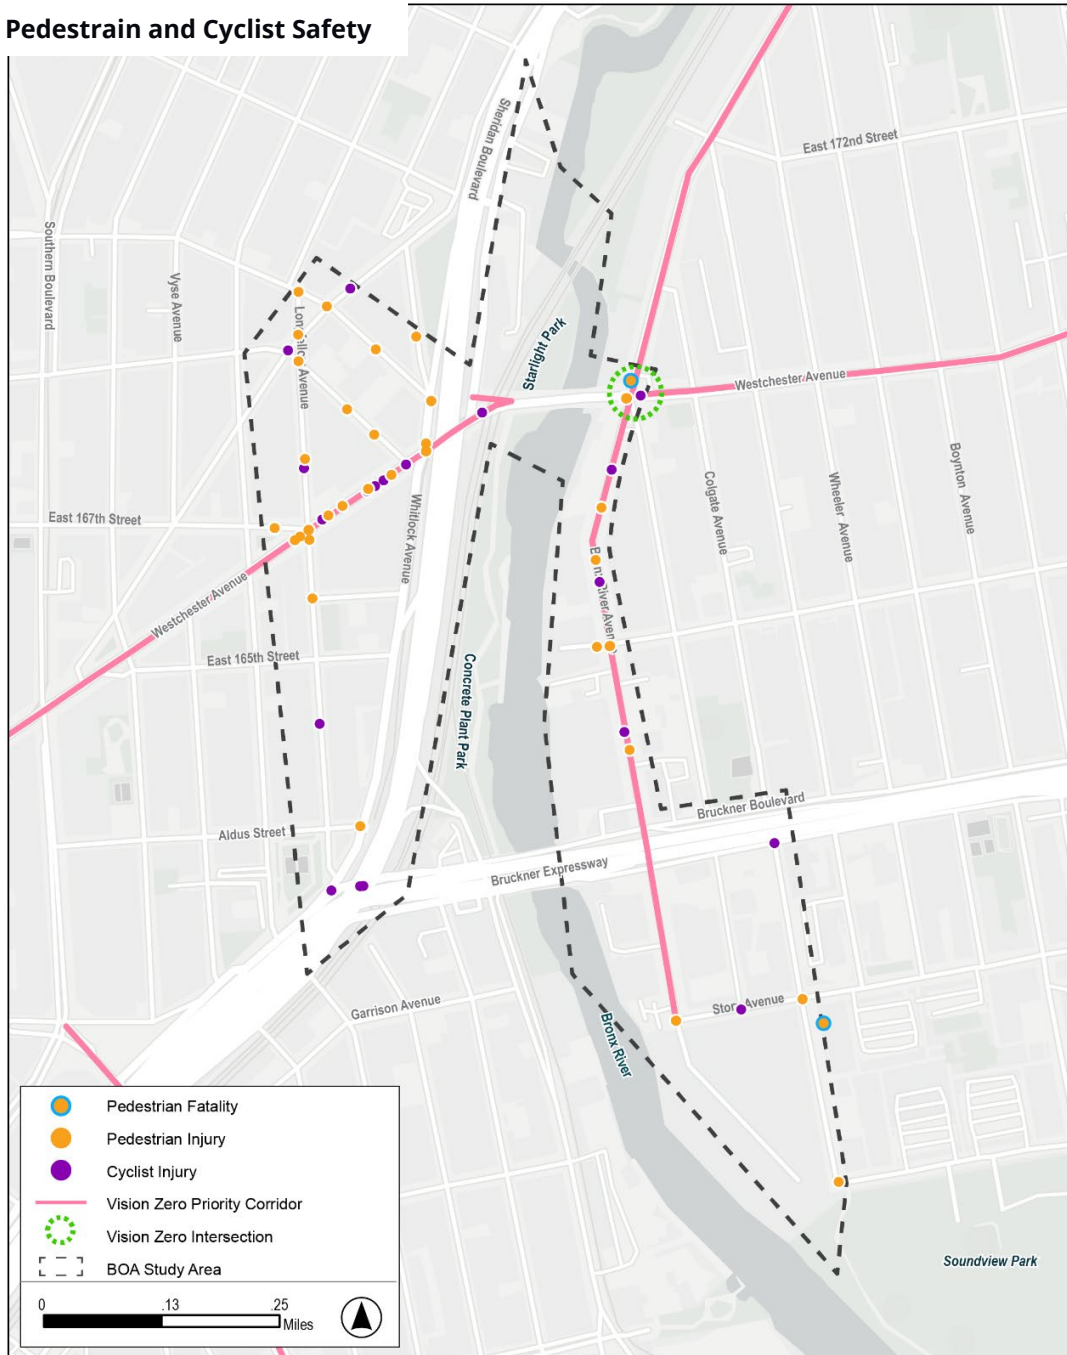 Pedestrain and Cyclist Safety
Sheridan Boulevard
East 172nd Street
Southern Boulevard
Vyse Avenue
Avenue
Starlight Park
Westchester Avenue
Colgate Avenue
Wheeler Avenue
Boynton Avenue
East 167th Street
Whitlock Avenue
Westchester Avenue
East 165th Street
Concrete Plant Park
Bruckner Boulevard
Aldus Street
Bruckner Expressway
Garrison Avenue
Avenue
Bronx River
Soundview Park
Pedestrian Fatality
Pedestrian Injury
Cyclist Injury
Vision Zero Priority Corridor
Vision Zero Intersection
BOA Study Area
0 .13 .25
Miles